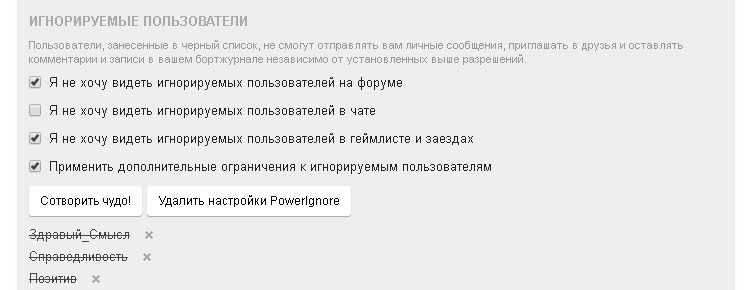 ИГНОРИРУЕМЫЕ ПОЛЬЗОВАТЕЛИ
Пользователи, занесенные в черный список, не смогут отправлять вам личные сообщения, приглашать в друзья и оставлять
комментарии и записи в вашем бортжурнале независимо от установленных выше разрешений.
Я не хочу видеть игнорируемых пользователей на форуме
Я не хочу видеть игнорируемых пользователей в чате
Я не хочу видеть игнорируемых пользователей в геймлисте и заездах
Применить дополнительные ограничения к игнорируемым пользователям
Сотворить чудо! Удалить настройки PowerIgnore
Здравый_Смысл
Справедливость
Позитив